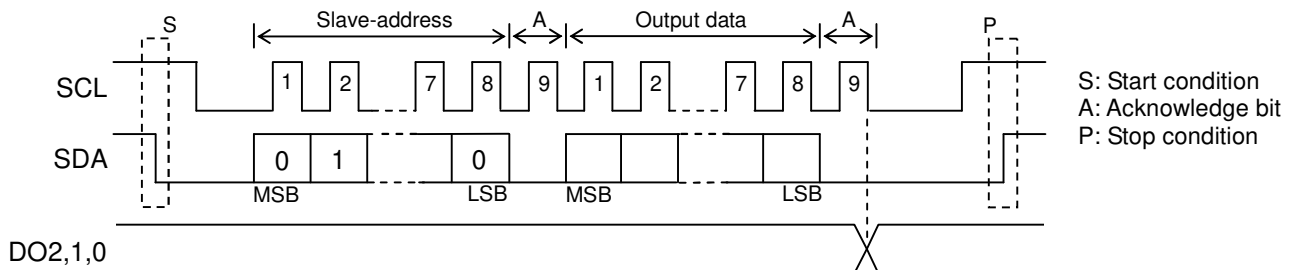 S Slave-address A Output data A P
SCL 1 2 7 8 9 1 2 7 8 9
S: Start condition
A: Acknowledge bit
P: Stop condition
SDA 0 1 0
MSB LSB MSB LSB
DO2,1,0